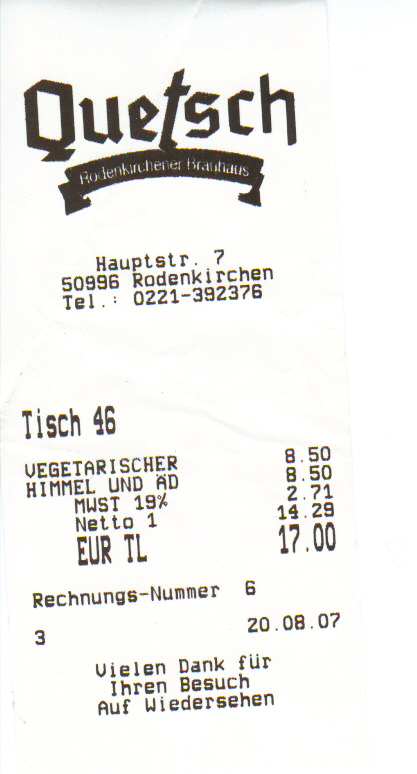 Quetsch
Rodenkirchener Brauhaus
Hauptstr. 7
50996 Rodenkirchen
Tel.: 0221-392376
Tisch 46
VEGETARISCHER 8.50
HIMMEL UND ÄD 8.50
MWST 19% 2.71
Netto 1 14.29
EUR TL 17.00
Rechnungs-Nummer 6
3 20.08.07
Vielen Dank für
Ihren Besuch
Auf Wiedersehen